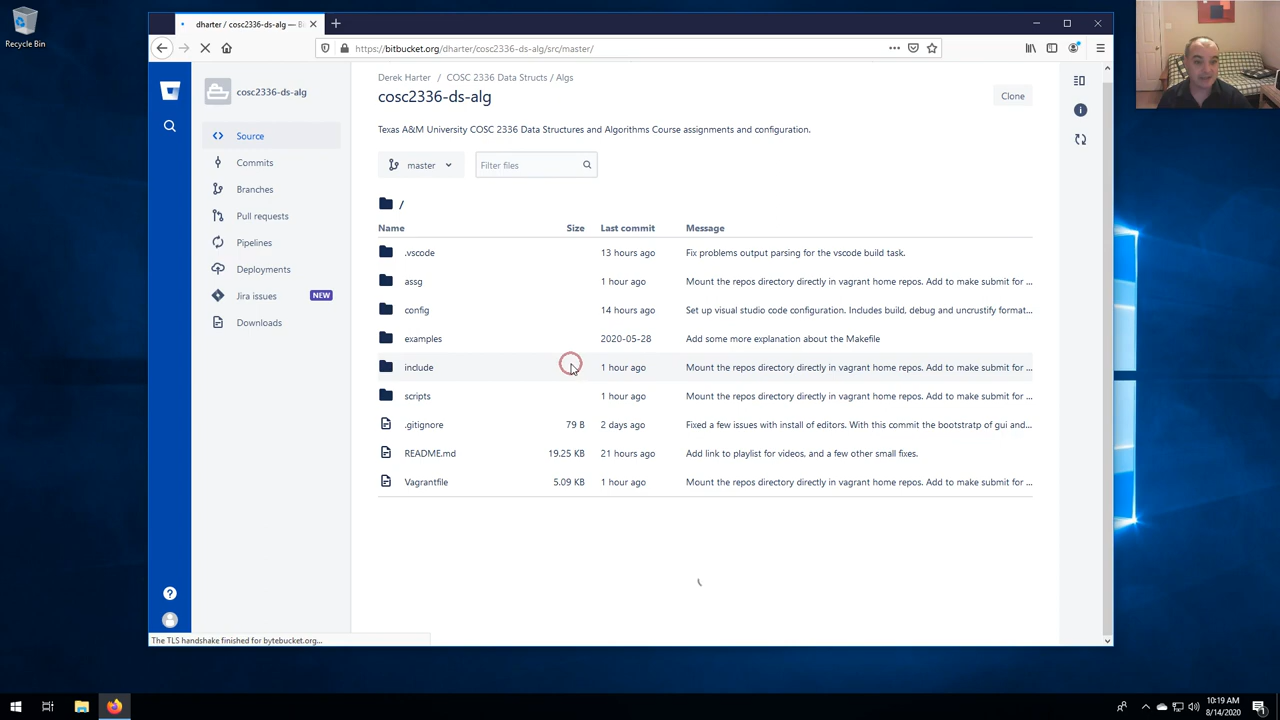 Recycle Bin
dharter / cosc2336-ds-alg — Bi
https://bitbucket.org/dharter/cosc2336-ds-alg/src/master/
cosc2336-ds-alg
Source
Commits
Branches
Pull requests
Pipelines
Deployments
Jira issues NEW
Downloads
Derek Harter / COSC 2336 Data Structs / Algs
cosc2336-ds-alg
Clone
Texas A&M University COSC 2336 Data Structures and Algorithms Course assignments and configuration.
master
Filter files
/
Name Size Last commit Message
.vscode 13 hours ago Fix problems output parsing for the vscode build task.
assg 1 hour ago Mount the repos directory directly in vagrant home repos. Add to make submit for ...
config 14 hours ago Set up visual studio code configuration. Includes build, debug and uncrustify format...
examples 2020-05-28 Add some more explanation about the Makefile
include 1 hour ago Mount the repos directory directly in vagrant home repos. Add to make submit for ...
scripts 1 hour ago Mount the repos directory directly in vagrant home repos. Add to make submit for ...
.gitignore 79 B 2 days ago Fixed a few issues with install of editors. With this commit the bootstratp of gui and...
README.md 19.25 KB 21 hours ago Add link to playlist for videos, and a few other small fixes.
Vagrantfile 5.09 KB 1 hour ago Mount the repos directory directly in vagrant home repos. Add to make submit for ...
The TLS handshake finished for bytebucket.org...
10:19 AM
8/14/2020